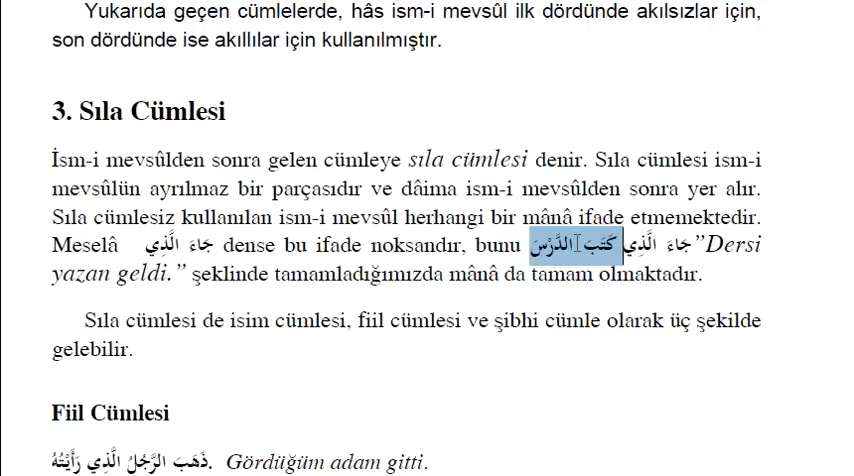 Yukarıda geçen cümlelerde, hâs ism-i mevsûl ilk dördünde akılsızlar için,
son dördünde ise akıllılar için kullanılmıştır.
3. Sıla Cümlesi
İsm-i mevsûlden sonra gelen cümleye sıla cümlesi denir. Sıla cümlesi ism-i
mevsûlün ayrılmaz bir parçasıdır ve dâima ism-i mevsûlden sonra yer alır.
Sıla cümlesiz kullanılan ism-i mevsûl herhangi bir mânâ ifade etmemektedir.
Meselâ جَاءَ الَّذِي dense bu ifade noksandır, bunu جَاءَ الَّذِي كَتَبَ الدَّرْسَ ”Dersi
yazan geldi.” şeklinde tamamladığımızda mânâ da tamam olmaktadır.
Sıla cümlesi de isim cümlesi, fiil cümlesi ve şibhi cümle olarak üç şekilde
gelebilir.
Fiil Cümlesi
ذَهَبَ الرَّجُلُ الَّذِي رَأَيْتُهُ. Gördüğüm adam gitti.